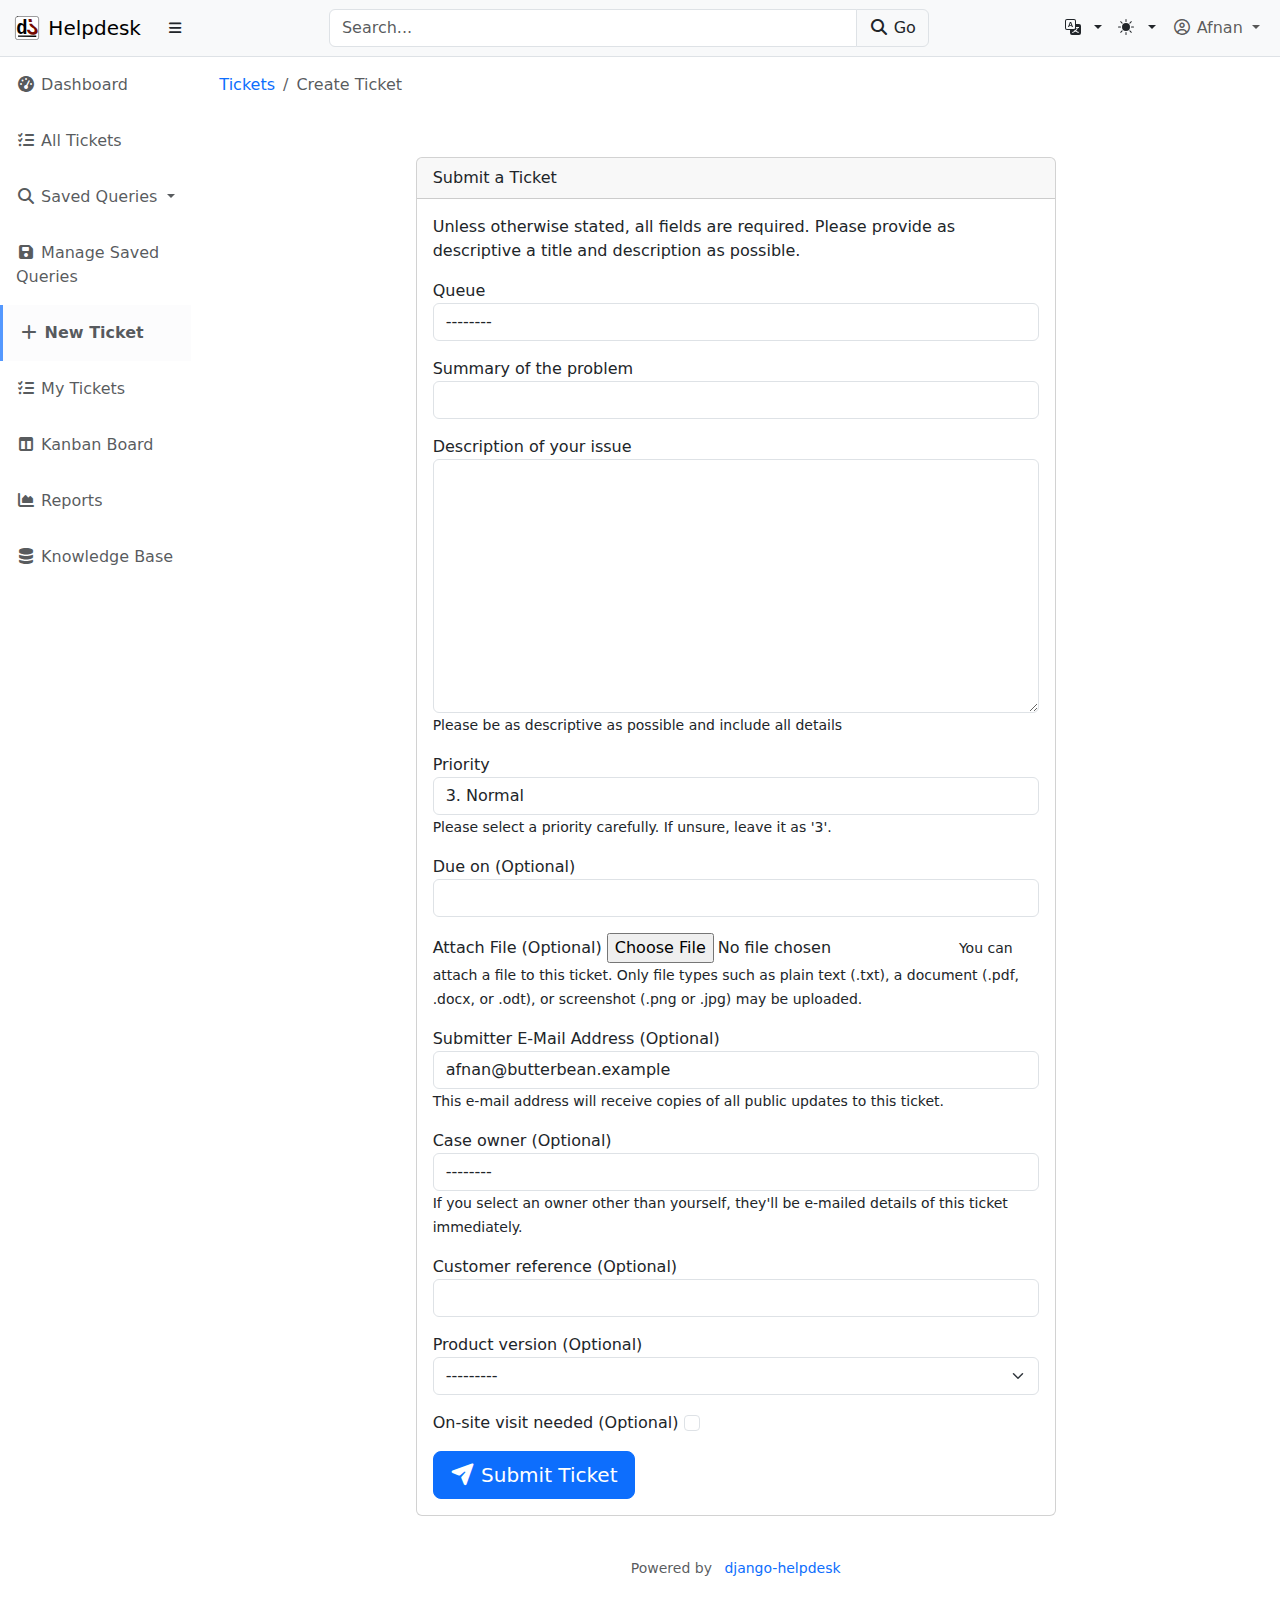 Helpdesk
Search...
Go
Afnan
Dashboard
All Tickets
Saved Queries
Manage Saved
Queries
New Ticket
My Tickets
Kanban Board
Reports
Knowledge Base
Tickets / Create Ticket
Submit a Ticket
Unless otherwise stated, all fields are required. Please provide as
descriptive a title and description as possible.
Queue
--------
Summary of the problem
Description of your issue
Please be as descriptive as possible and include all details
Priority
3. Normal
Please select a priority carefully. If unsure, leave it as '3'.
Due on (Optional)
Attach File (Optional) Choose File No file chosen You can
attach a file to this ticket. Only file types such as plain text (.txt), a document (.pdf,
.docx, or .odt), or screenshot (.png or .jpg) may be uploaded.
Submitter E-Mail Address (Optional)
afnan@butterbean.example
This e-mail address will receive copies of all public updates to this ticket.
Case owner (Optional)
--------
If you select an owner other than yourself, they'll be e-mailed details of this ticket
immediately.
Customer reference (Optional)
Product version (Optional)
---------
On-site visit needed (Optional)
Submit Ticket
Powered by django-helpdesk